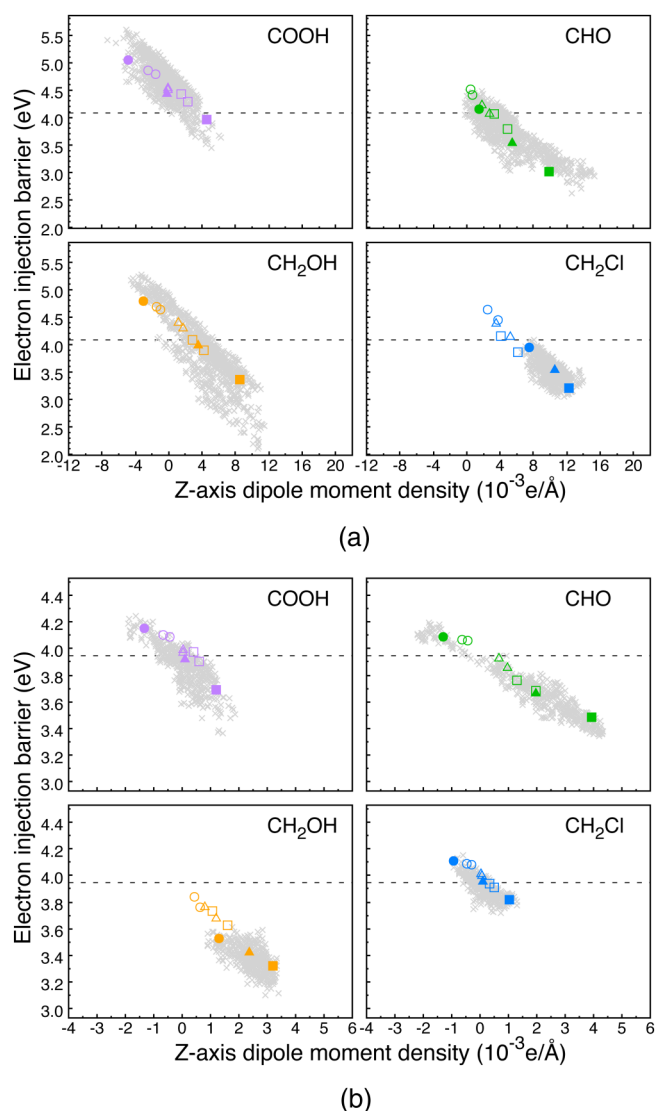 COOH CHO
5.5
5.0
4.5
4.0
3.5
3.0
2.5
2.0
CH₂OH CH₂Cl
5.5
5.0
4.5
4.0
3.5
3.0
2.5
2.0
Electron injection barrier (eV)
-12 -8 -4 0 4 8 12 16 20 -12 -8 -4 0 4 8 12 16 20
Z-axis dipole moment density (10⁻³e/Å)
(a)
COOH CHO
4.4
4.2
4.0
3.8
3.6
3.4
3.2
3.0
CH₂OH CH₂Cl
4.4
4.2
4.0
3.8
3.6
3.4
3.2
3.0
Electron injection barrier (eV)
-4 -3 -2 -1 0 1 2 3 4 5 6 -4 -3 -2 -1 0 1 2 3 4 5 6
Z-axis dipole moment density (10⁻³e/Å)
(b)